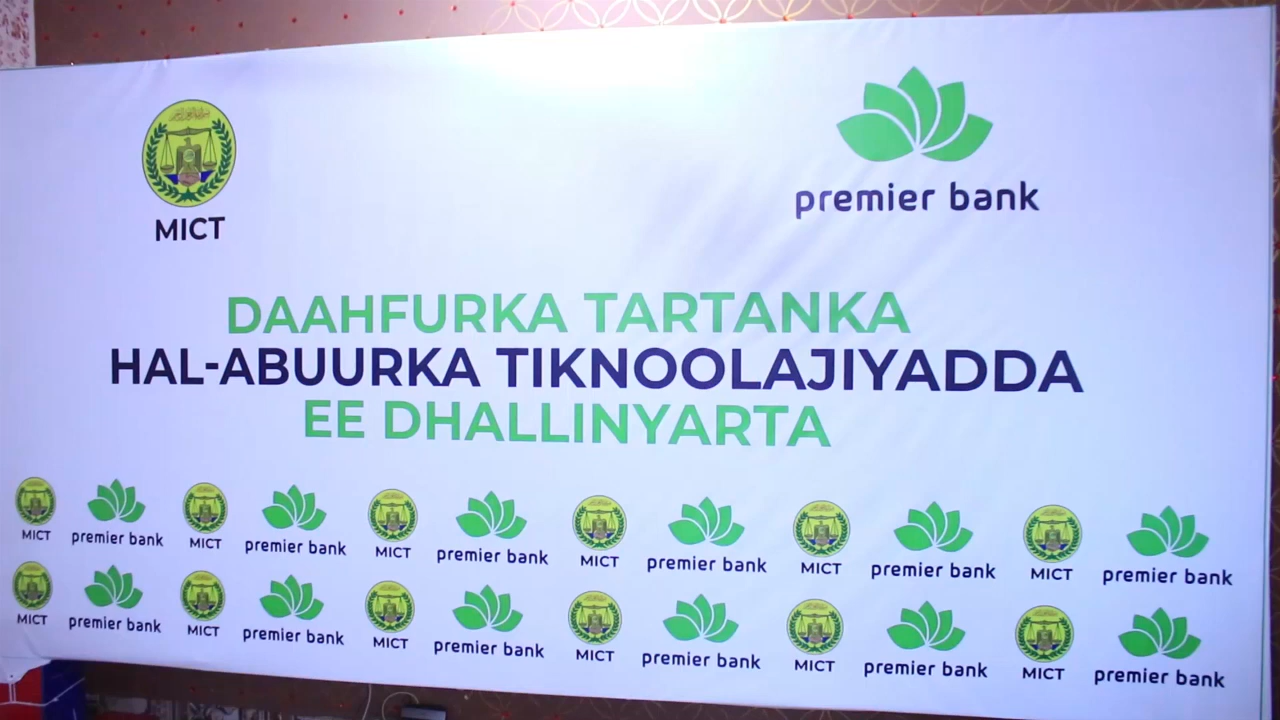 MICT
premier bank
DAAHFURKA TARTANKA
HAL-ABUURKA TIKNOOLAJIYADDA
EE DHALLINYARTA
MICT premier bank MICT premier bank MICT premier bank MICT premier bank MICT premier bank MICT premier bank
MICT premier bank MICT premier bank MICT premier bank MICT premier bank MICT premier bank MICT premier bank